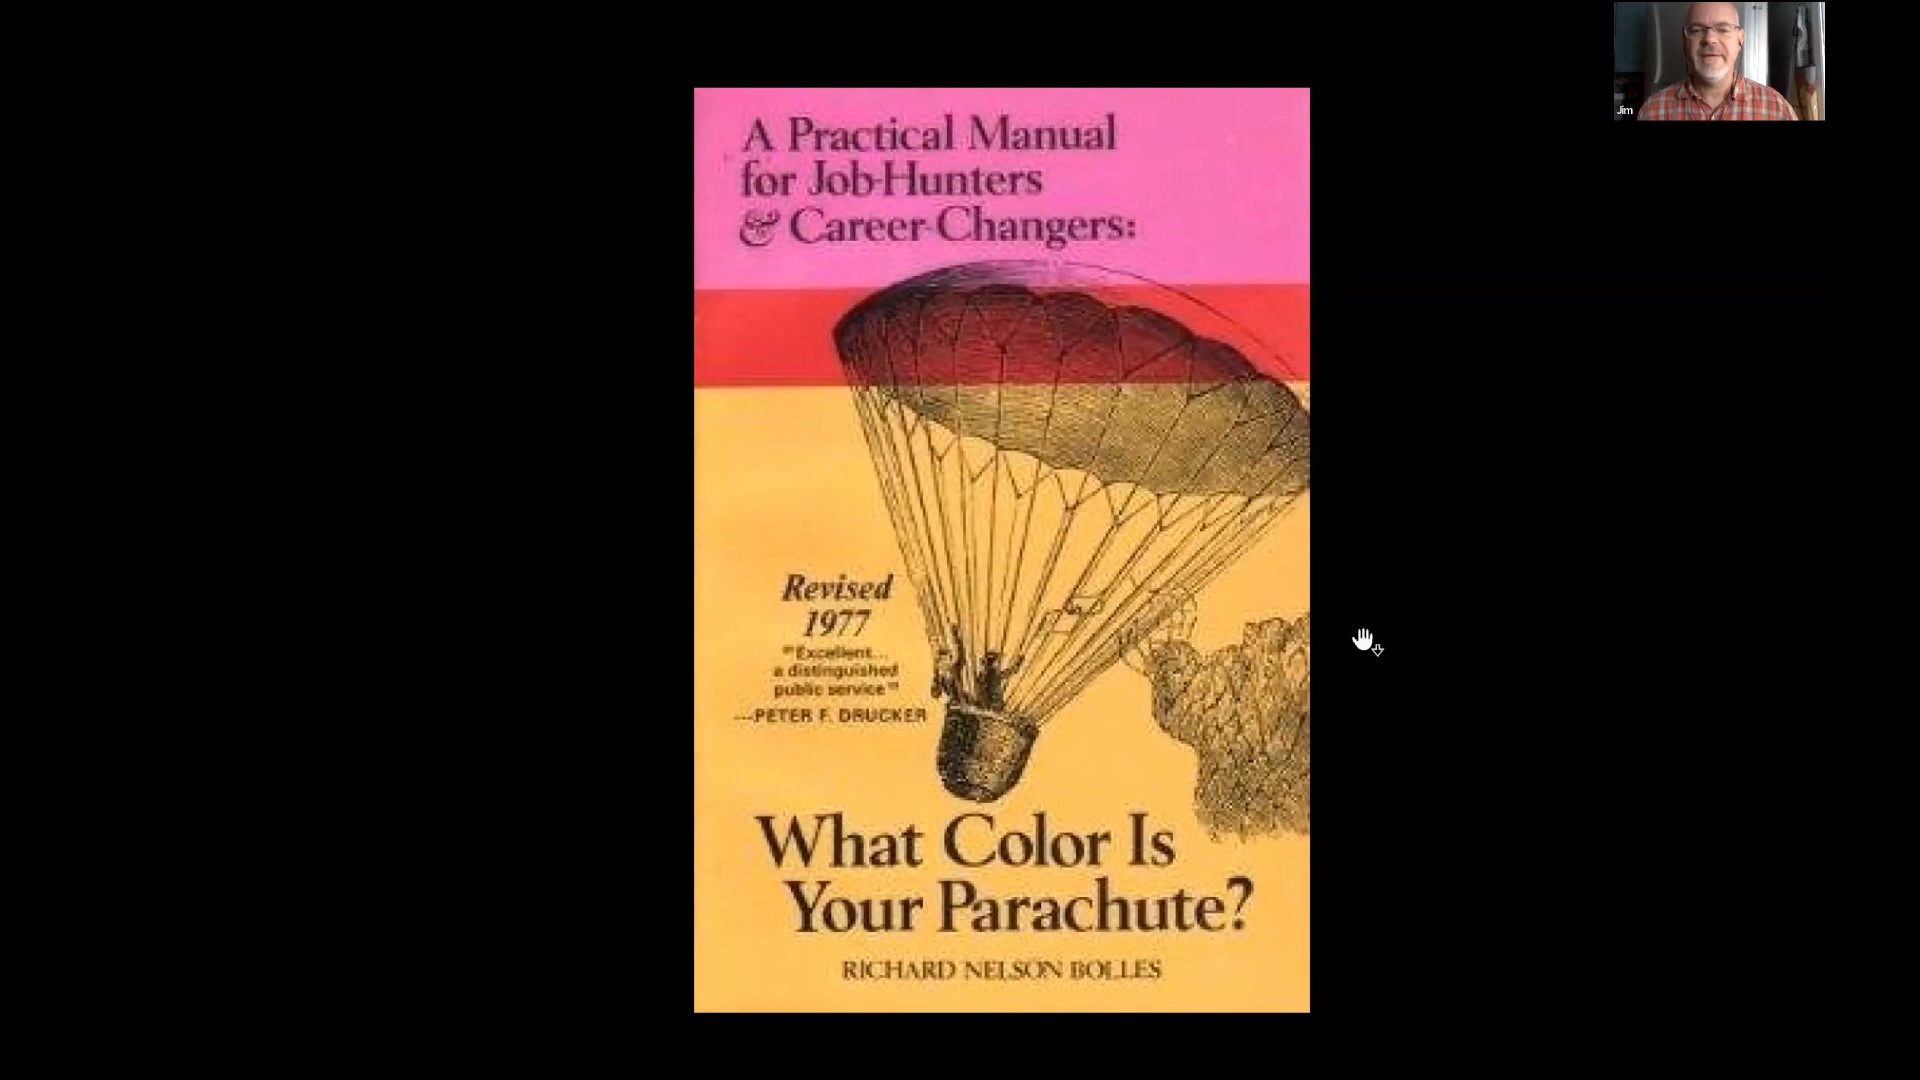 A Practical Manual
for Job-Hunters
& Career-Changers:
Revised
1977
"Excellent...
a distinguished
public service"
---PETER F. DRUCKER
What Color Is
Your Parachute?
RICHARD NELSON BOLLES
Jim